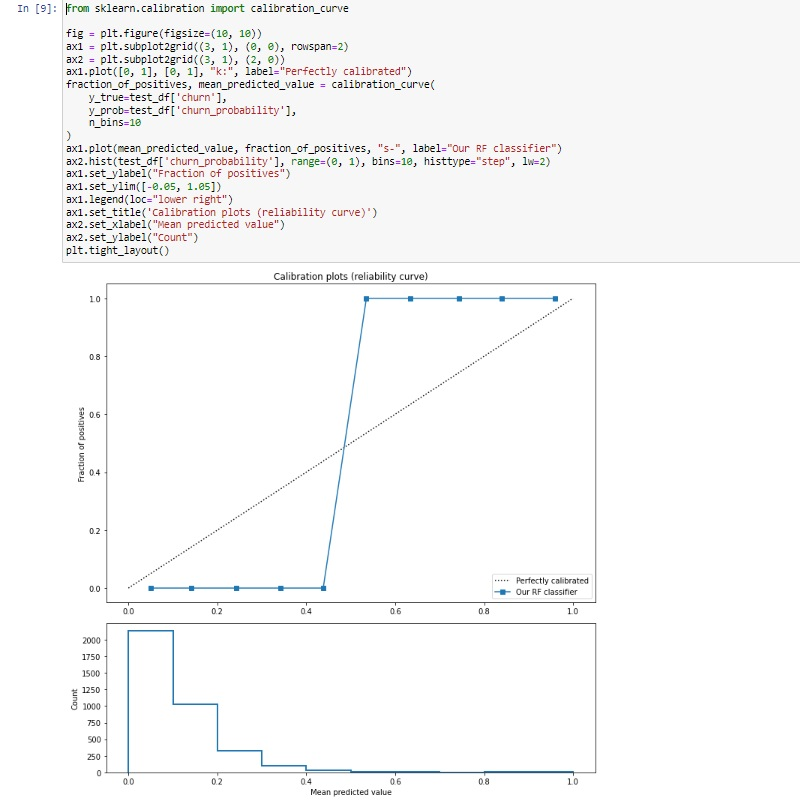 In [9]: from sklearn.calibration import calibration_curve
fig = plt.figure(figsize=(10, 10))
ax1 = plt.subplot2grid((3, 1), (0, 0), rowspan=2)
ax2 = plt.subplot2grid((3, 1), (2, 0))
ax1.plot([0, 1], [0, 1], "k:", label="Perfectly calibrated")
fraction_of_positives, mean_predicted_value = calibration_curve(
    y_true=test_df['churn'],
    y_prob=test_df['churn_probability'],
    n_bins=10
)
ax1.plot(mean_predicted_value, fraction_of_positives, "s-", label="Our RF classifier")
ax2.hist(test_df['churn_probability'], range=(0, 1), bins=10, histtype="step", lw=2)
ax1.set_ylabel("Fraction of positives")
ax1.set_ylim([-0.05, 1.05])
ax1.legend(loc="lower right")
ax1.set_title('Calibration plots (reliability curve)')
ax2.set_xlabel("Mean predicted value")
ax2.set_ylabel("Count")
plt.tight_layout()
Calibration plots (reliability curve)
1.0
0.8
0.6
0.4
0.2
0.0
Fraction of positives
Perfectly calibrated
Our RF classifier
0.0 0.2 0.4 0.6 0.8 1.0
2000
1750
1500
1250
1000
750
500
250
0
Count
0.0 0.2 0.4 0.6 0.8 1.0
Mean predicted value